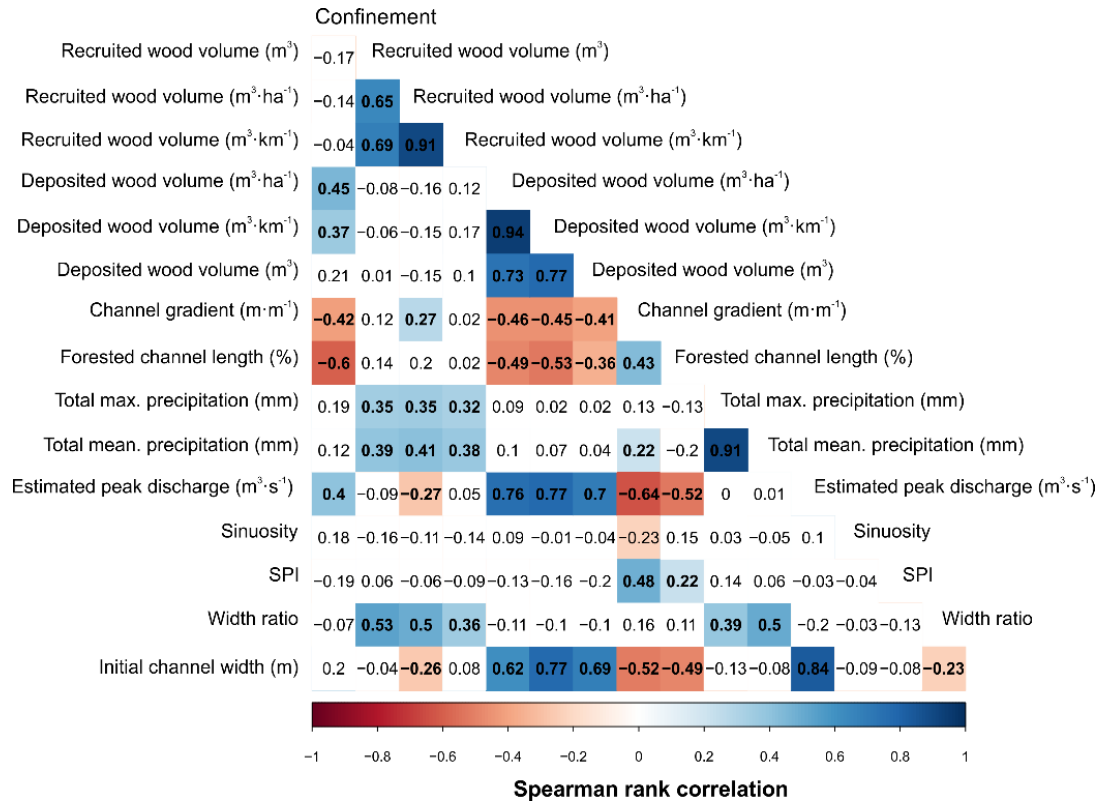 Confinement
Recruited wood volume (m³) −0.17 Recruited wood volume (m³)
Recruited wood volume (m³·ha⁻¹) −0.14 0.65 Recruited wood volume (m³·ha⁻¹)
Recruited wood volume (m³·km⁻¹) −0.04 0.69 0.91 Recruited wood volume (m³·km⁻¹)
Deposited wood volume (m³·ha⁻¹) 0.45 −0.08 −0.16 0.12 Deposited wood volume (m³·ha⁻¹)
Deposited wood volume (m³·km⁻¹) 0.37 −0.06 −0.15 0.17 0.94 Deposited wood volume (m³·km⁻¹)
Deposited wood volume (m³) 0.21 0.01 −0.15 0.1 0.73 0.77 Deposited wood volume (m³)
Channel gradient (m·m⁻¹) −0.42 0.12 0.27 0.02 −0.46 −0.45 −0.41 Channel gradient (m·m⁻¹)
Forested channel length (%) −0.6 0.14 0.2 0.02 −0.49 −0.53 −0.36 0.43 Forested channel length (%)
Total max. precipitation (mm) 0.19 0.35 0.35 0.32 0.09 0.02 0.02 0.13 −0.13 Total max. precipitation (mm)
Total mean. precipitation (mm) 0.12 0.39 0.41 0.38 0.1 0.07 0.04 0.22 −0.2 0.91 Total mean. precipitation (mm)
Estimated peak discharge (m³·s⁻¹) 0.4 −0.09 −0.27 0.05 0.76 0.77 0.7 −0.64 −0.52 0 0.01 Estimated peak discharge (m³·s⁻¹)
Sinuosity 0.18 −0.16 −0.11 −0.14 0.09 −0.01 −0.04 −0.23 0.15 0.03 −0.05 0.1 Sinuosity
SPI −0.19 0.06 −0.06 −0.09 −0.13 −0.16 −0.2 0.48 0.22 0.14 0.06 −0.03 −0.04 SPI
Width ratio −0.07 0.53 0.5 0.36 −0.11 −0.1 −0.1 0.16 0.11 0.39 0.5 −0.2 −0.03 −0.13 Width ratio
Initial channel width (m) 0.2 −0.04 −0.26 0.08 0.62 0.77 0.69 −0.52 −0.49 −0.13 −0.08 0.84 −0.09 −0.08 −0.23
−1 −0.8 −0.6 −0.4 −0.2 0 0.2 0.4 0.6 0.8 1
Spearman rank correlation